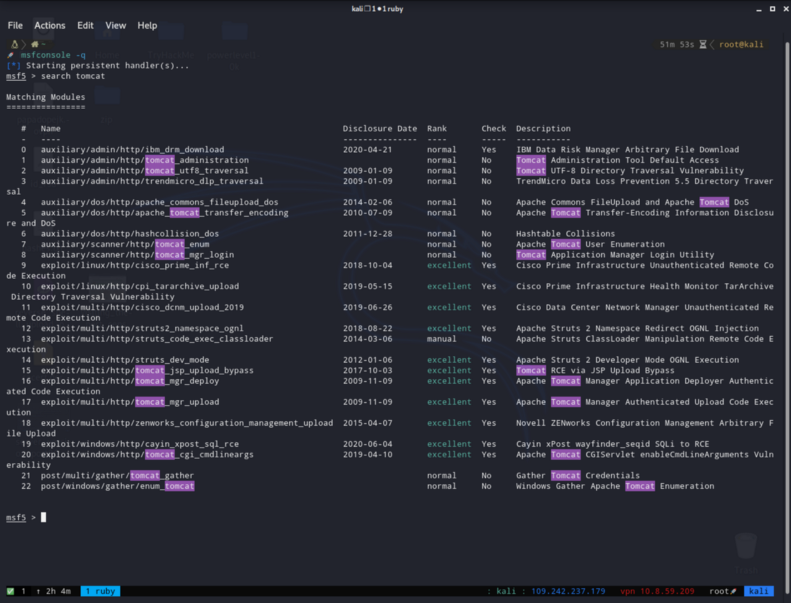 kali 1 1 ruby
File Actions Edit View Help
~ 51m 53s root@kali
msfconsole -q
[*] Starting persistent handler(s)...
msf5 > search tomcat
Matching Modules
================
# Name Disclosure Date Rank Check Description
- ---- --------------- ---- ----- -----------
0 auxiliary/admin/http/ibm_drm_download 2020-04-21 normal Yes IBM Data Risk Manager Arbitrary File Download
1 auxiliary/admin/http/tomcat_administration normal No Tomcat Administration Tool Default Access
2 auxiliary/admin/http/tomcat_utf8_traversal 2009-01-09 normal No Tomcat UTF-8 Directory Traversal Vulnerability
3 auxiliary/admin/http/trendmicro_dlp_traversal 2009-01-09 normal No TrendMicro Data Loss Prevention 5.5 Directory Traver
sal
4 auxiliary/dos/http/apache_commons_fileupload_dos 2014-02-06 normal No Apache Commons FileUpload and Apache Tomcat DoS
5 auxiliary/dos/http/apache_tomcat_transfer_encoding 2010-07-09 normal No Apache Tomcat Transfer-Encoding Information Disclosu
re and DoS
6 auxiliary/dos/http/hashcollision_dos 2011-12-28 normal No Hashtable Collisions
7 auxiliary/scanner/http/tomcat_enum normal No Apache Tomcat User Enumeration
8 auxiliary/scanner/http/tomcat_mgr_login normal No Tomcat Application Manager Login Utility
9 exploit/linux/http/cisco_prime_inf_rce 2018-10-04 excellent Yes Cisco Prime Infrastructure Unauthenticated Remote Co
de Execution
10 exploit/linux/http/cpi_tararchive_upload 2019-05-15 excellent Yes Cisco Prime Infrastructure Health Monitor TarArchive
Directory Traversal Vulnerability
11 exploit/multi/http/cisco_dcnm_upload_2019 2019-06-26 excellent Yes Cisco Data Center Network Manager Unauthenticated Re
mote Code Execution
12 exploit/multi/http/struts2_namespace_ognl 2018-08-22 excellent Yes Apache Struts 2 Namespace Redirect OGNL Injection
13 exploit/multi/http/struts_code_exec_classloader 2014-03-06 manual No Apache Struts ClassLoader Manipulation Remote Code E
xecution
14 exploit/multi/http/struts_dev_mode 2012-01-06 excellent Yes Apache Struts 2 Developer Mode OGNL Execution
15 exploit/multi/http/tomcat_jsp_upload_bypass 2017-10-03 excellent Yes Tomcat RCE via JSP Upload Bypass
16 exploit/multi/http/tomcat_mgr_deploy 2009-11-09 excellent Yes Apache Tomcat Manager Application Deployer Authentic
ated Code Execution
17 exploit/multi/http/tomcat_mgr_upload 2009-11-09 excellent Yes Apache Tomcat Manager Authenticated Upload Code Exec
ution
18 exploit/multi/http/zenworks_configuration_management_upload 2015-04-07 excellent Yes Novell ZENworks Configuration Management Arbitrary F
ile Upload
19 exploit/windows/http/cayin_xpost_sql_rce 2020-06-04 excellent Yes Cayin xPost wayfinder_seqid SQLi to RCE
20 exploit/windows/http/tomcat_cgi_cmdlineargs 2019-04-10 excellent Yes Apache Tomcat CGIServlet enableCmdLineArguments Vuln
erability
21 post/multi/gather/tomcat_gather normal No Gather Tomcat Credentials
22 post/windows/gather/enum_tomcat normal No Windows Gather Apache Tomcat Enumeration
msf5 >
1 ↑ 2h 4m 1 ruby : kali : 109.242.237.179 vpn 10.8.59.209 root kali